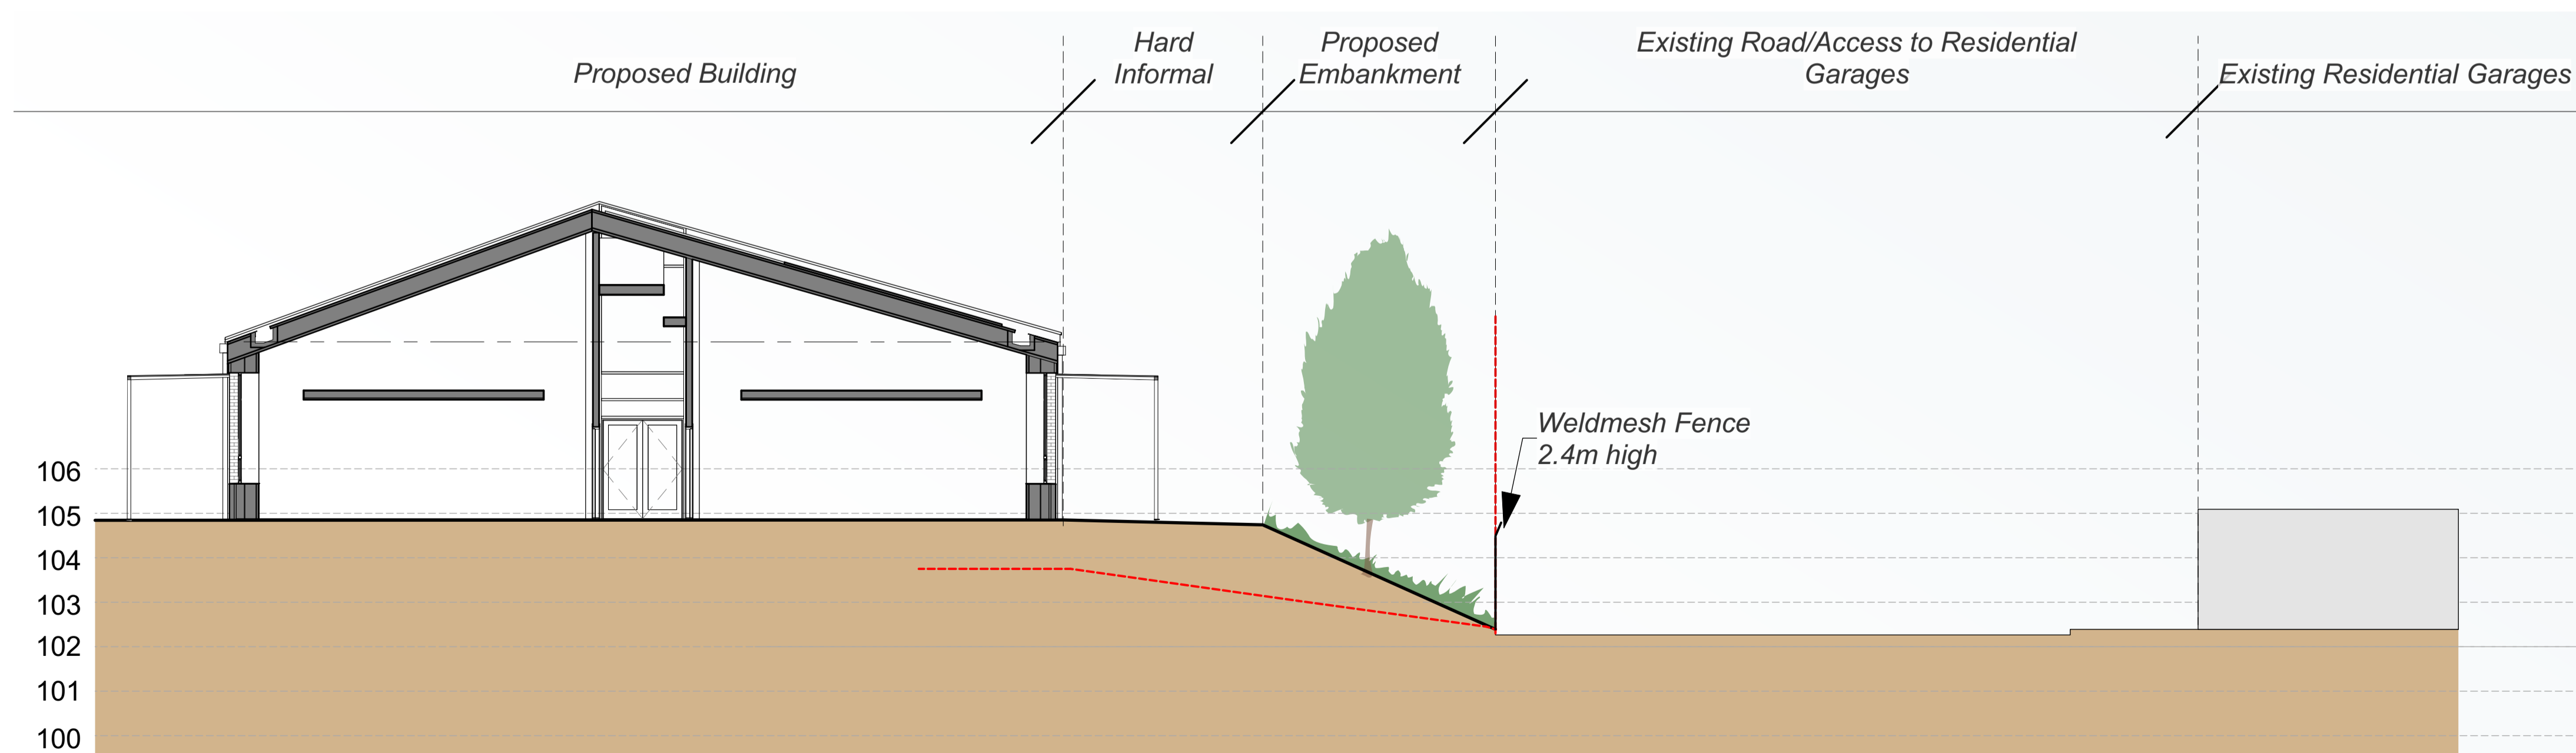 Proposed Building
Hard
Informal
Proposed
Embankment
Existing Road/Access to Residential
Garages
Existing Residential Garages
Weldmesh Fence
2.4m high
106
105
104
103
102
101
100